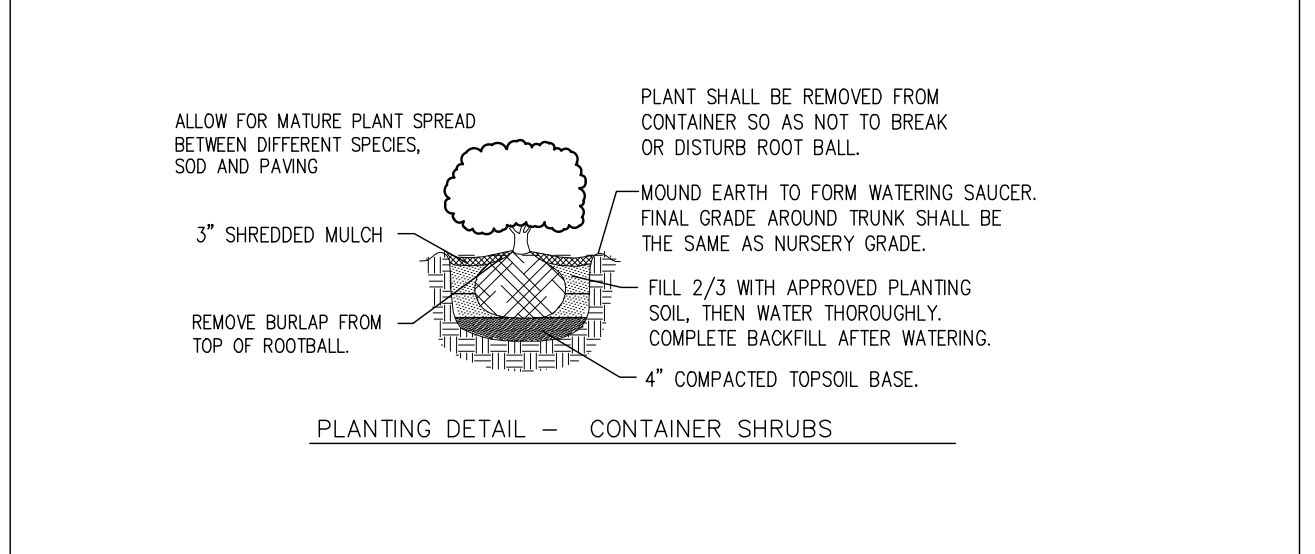 ALLOW FOR MATURE PLANT SPREAD
BETWEEN DIFFERENT SPECIES,
SOD AND PAVING
3" SHREDDED MULCH
REMOVE BURLAP FROM
TOP OF ROOTBALL.
PLANT SHALL BE REMOVED FROM
CONTAINER SO AS NOT TO BREAK
OR DISTURB ROOT BALL.
MOUND EARTH TO FORM WATERING SAUCER.
FINAL GRADE AROUND TRUNK SHALL BE
THE SAME AS NURSERY GRADE.
FILL 2/3 WITH APPROVED PLANTING
SOIL, THEN WATER THOROUGHLY.
COMPLETE BACKFILL AFTER WATERING.
4" COMPACTED TOPSOIL BASE.
PLANTING DETAIL – CONTAINER SHRUBS